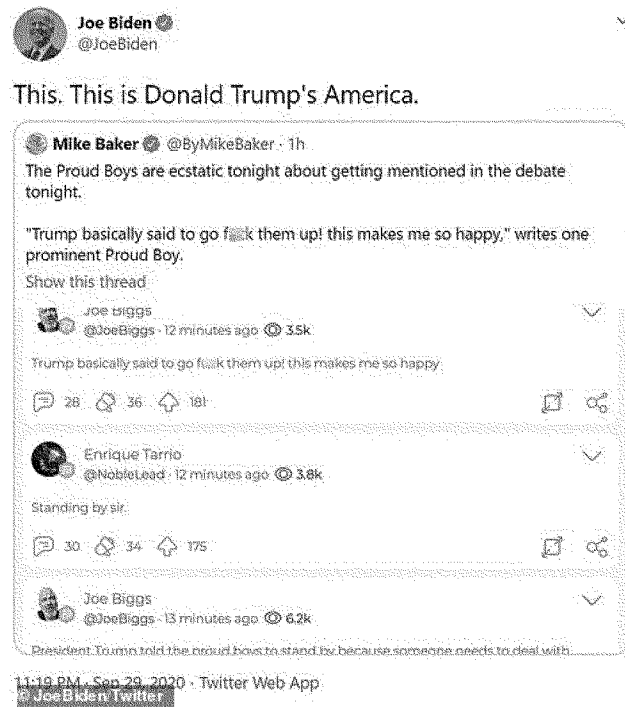 Joe Biden
@JoeBiden
This. This is Donald Trump's America.
Mike Baker @ByMikeBaker · 1h
The Proud Boys are ecstatic tonight about getting mentioned in the debate
tonight.
"Trump basically said to go f k them up! this makes me so happy," writes one
prominent Proud Boy.
Show this thread
Joe Biggs
@JoeBiggs · 12 minutes ago 3.5k
Trump basically said to go f k them up! this makes me so happy
28 36 181
Enrique Tarrio
@NobleLead · 12 minutes ago 3.8k
Standing by sir.
30 34 175
Joe Biggs
@JoeBiggs · 13 minutes ago 6.2k
President Trump told the proud boys to stand by because someone needs to deal with
11:19 PM · Sep 29, 2020 · Twitter Web App
© JoeBiden Twitter